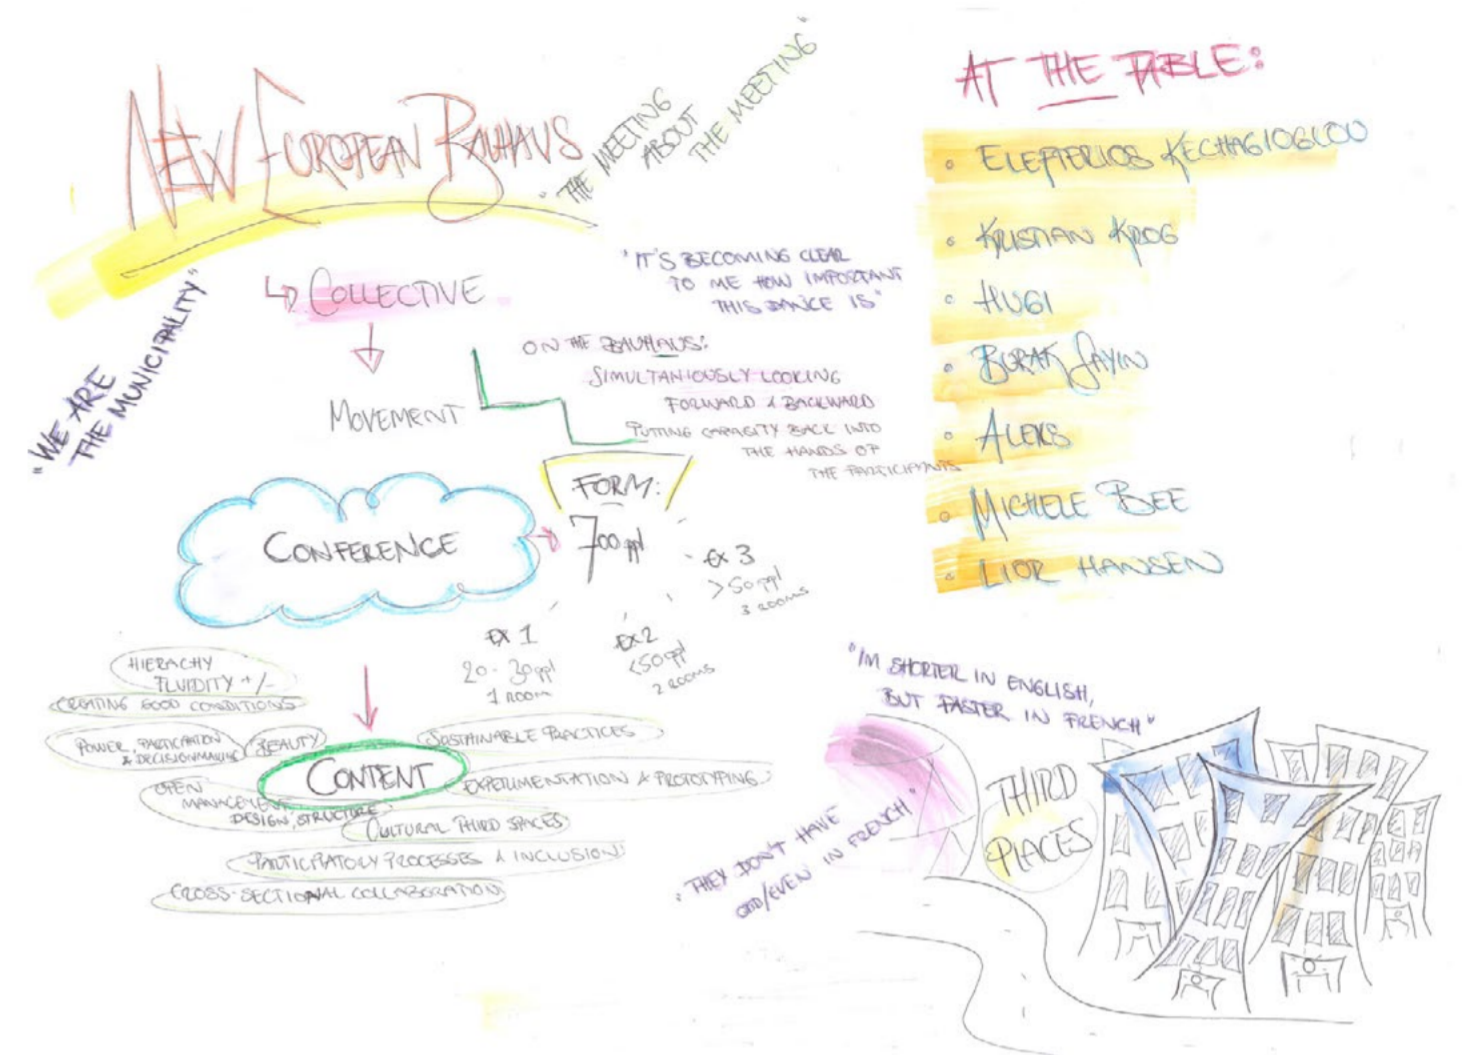 NEW EUROPEAN BAUHAUS
"THE MEETING
ABOUT
THE MEETING"
↳ COLLECTIVE
MOVEMENT
"WE ARE
THE MUNICIPALITY"
"IT'S BECOMING CLEAR
TO ME HOW IMPORTANT
THIS DANCE IS"
ON THE BAUHAUS:
SIMULTANIOUSLY LOOKING
FORWARD & BACKWARD
PUTTING CAPACITY BACK INTO
THE HANDS OF
THE PARTICIPANTS
CONFERENCE
FORM:
700 ppl
EX 1
20-30 ppl
1 ROOM
EX 2
<50 ppl
2 ROOMS
EX 3
>50 ppl
3 ROOMS
HIERACHY
FLUIDITY +/-
CREATING GOOD CONDITIONS
POWER, PARTICPATION
& DECISIONMAKING
BEAUTY
SUSTAINABLE PRACTICES
CONTENT
OPEN
MANAGEMENT,
DESIGN, STRUCTURE
EXPERIMENTATION & PROTOTYPING
CULTURAL THIRD SPACES
PARTICIPATORY PROCESSES & INCLUSION
CROSS-SECTIONAL COLLABORATION
AT THE TABLE:
• ELEFTERIOS KECHAGIOGLOU
• KRISTIAN KROG
• HUGI
• BURAK SAYIN
• ALEKS
• MICHELE BEE
• LIOR HANSEN
"I'M SHORTER IN ENGLISH,
BUT FASTER IN FRENCH"
"THEY DON'T HAVE
ODD/EVEN IN FRENCH"
THIRD
PLACES